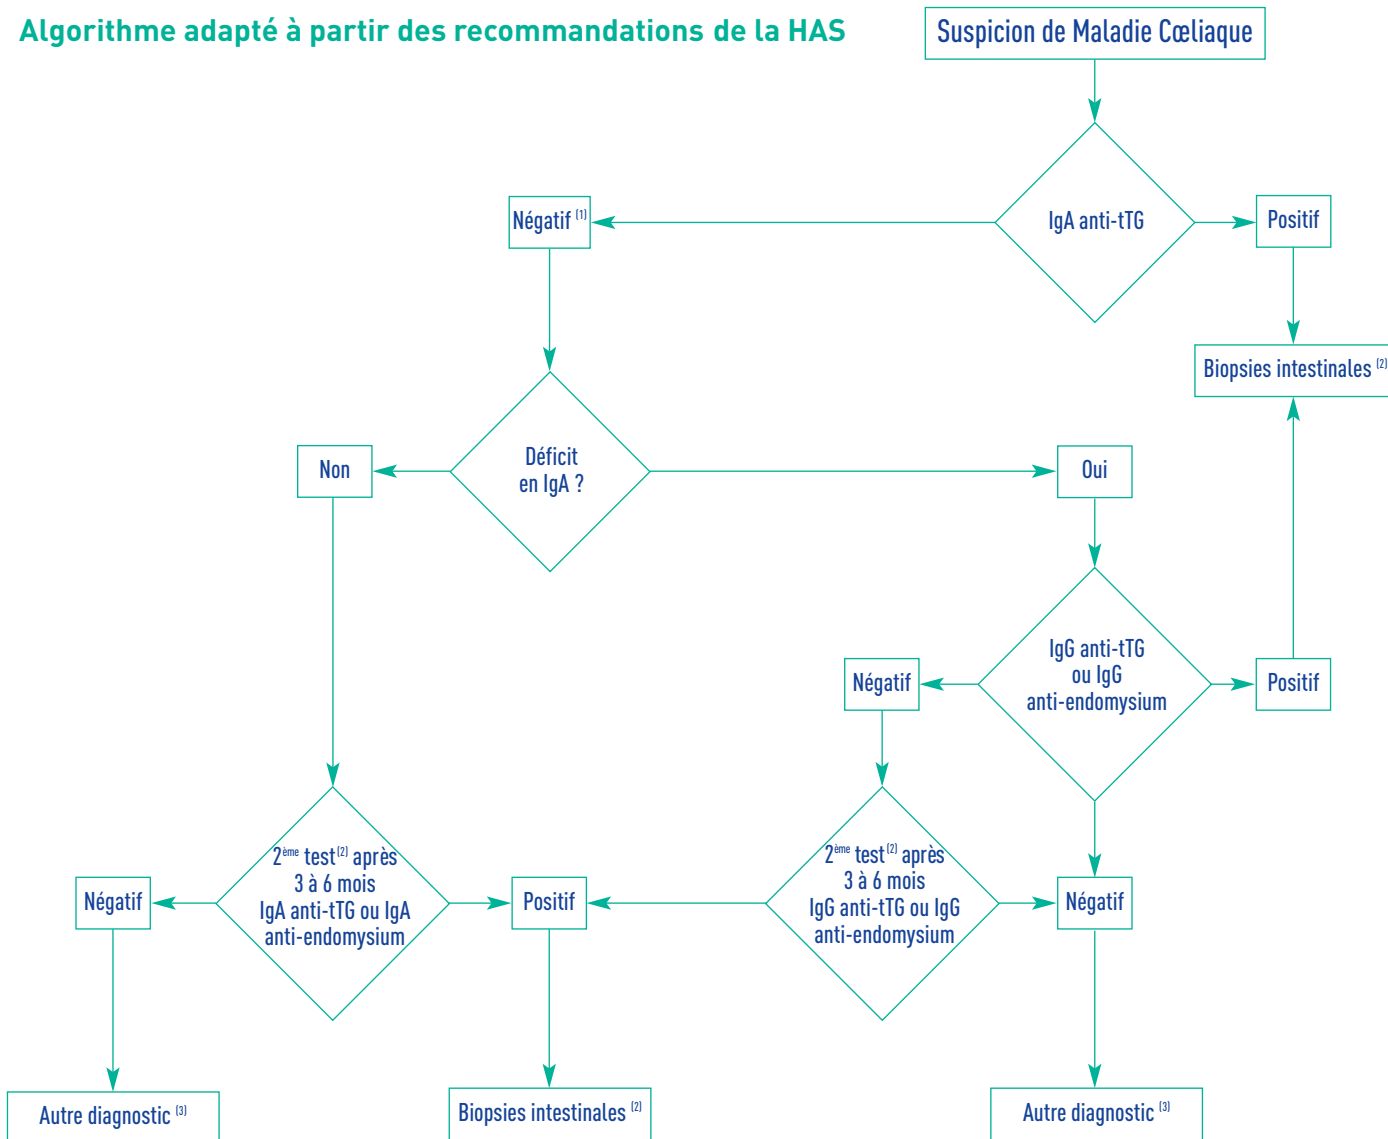 Algorithme adapté à partir des recommandations de la HAS
Suspicion de Maladie Cœliaque
Négatif (1)
IgA anti-tTG
Positif
Biopsies intestinales (2)
Non
Déficit
en IgA ?
Oui
Négatif
IgG anti-tTG
ou IgG
anti-endomysium
Positif
Négatif
2ème test(2) après
3 à 6 mois
IgA anti-tTG ou IgA
anti-endomysium
Positif
2ème test(2) après
3 à 6 mois
IgG anti-tTG ou IgG
anti-endomysium
Négatif
Autre diagnostic (3)
Biopsies intestinales (2)
Autre diagnostic (3)